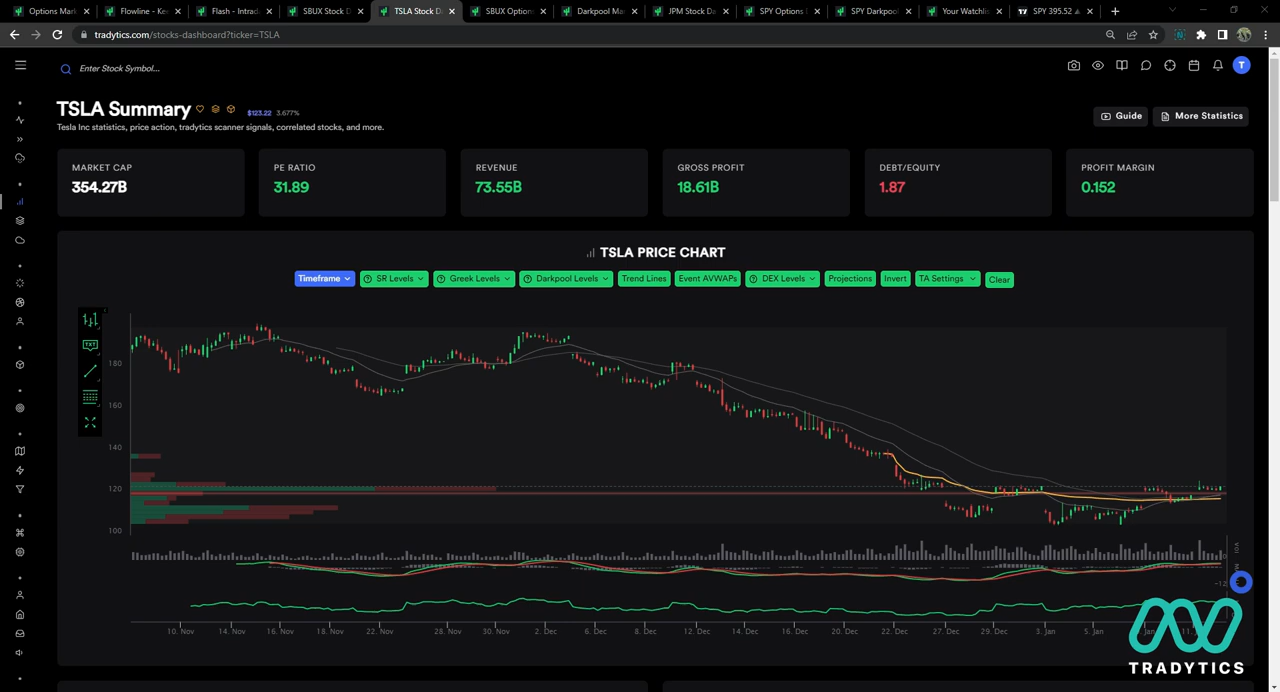 Options Mark
Flowline - Kee
Flash - Intrada
SBUX Stock D
TSLA Stock Da
SBUX Option
Darkpool Mar
JPM Stock Da
SPY Options D
SPY Darkpool
Your Watchlis
SPY 395.52
tradytics.com/stocks-dashboard?ticker=TSLA
Enter Stock Symbol...
T
TSLA Summary
$123.22 3.677%
Tesla Inc statistics, price action, tradytics scanner signals, correlated stocks, and more.
Guide
More Statistics
MARKET CAP
354.27B
PE RATIO
31.89
REVENUE
73.55B
GROSS PROFIT
18.61B
DEBT/EQUITY
1.87
PROFIT MARGIN
0.152
TSLA PRICE CHART
Timeframe
SR Levels
Greek Levels
Darkpool Levels
Trend Lines
Event AVWAPs
DEX Levels
Projections
Invert
TA Settings
Clear
TXT
180
160
140
120
100
10. Nov
14. Nov
16. Nov
18. Nov
22. Nov
28. Nov
30. Nov
2. Dec
6. Dec
8. Dec
12. Dec
14. Dec
16. Dec
20. Dec
22. Dec
27. Dec
29. Dec
3. Jan
5. Jan
TRADYTICS